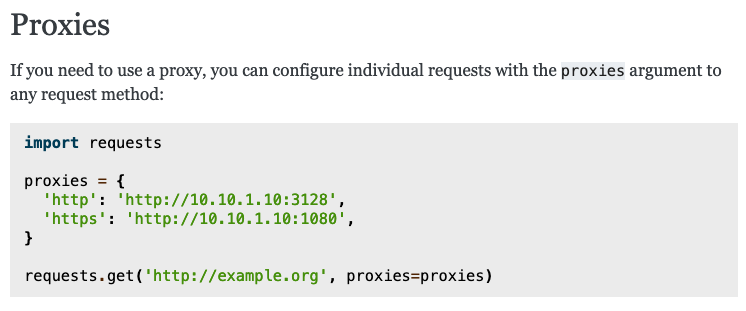 Proxies
If you need to use a proxy, you can configure individual requests with the proxies argument to
any request method:
import requests
proxies = {
  'http': 'http://10.10.1.10:3128',
  'https': 'http://10.10.1.10:1080',
}
requests.get('http://example.org', proxies=proxies)